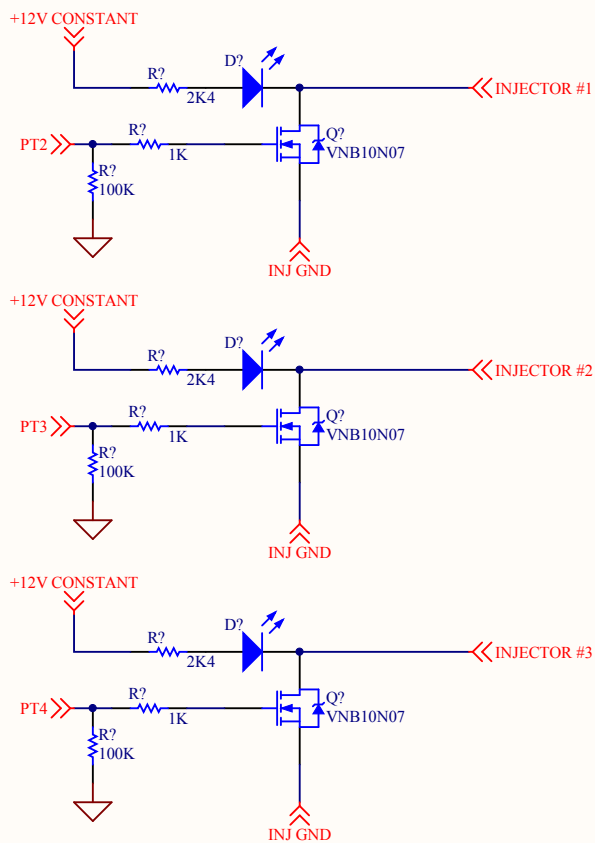 +12V CONSTANT
R?
2K4
D?
INJECTOR #1
PT2
R?
1K
Q?
VNB10N07
R?
100K
INJ GND
+12V CONSTANT
R?
2K4
D?
INJECTOR #2
PT3
R?
1K
Q?
VNB10N07
R?
100K
INJ GND
+12V CONSTANT
R?
2K4
D?
INJECTOR #3
PT4
R?
1K
Q?
VNB10N07
R?
100K
INJ GND